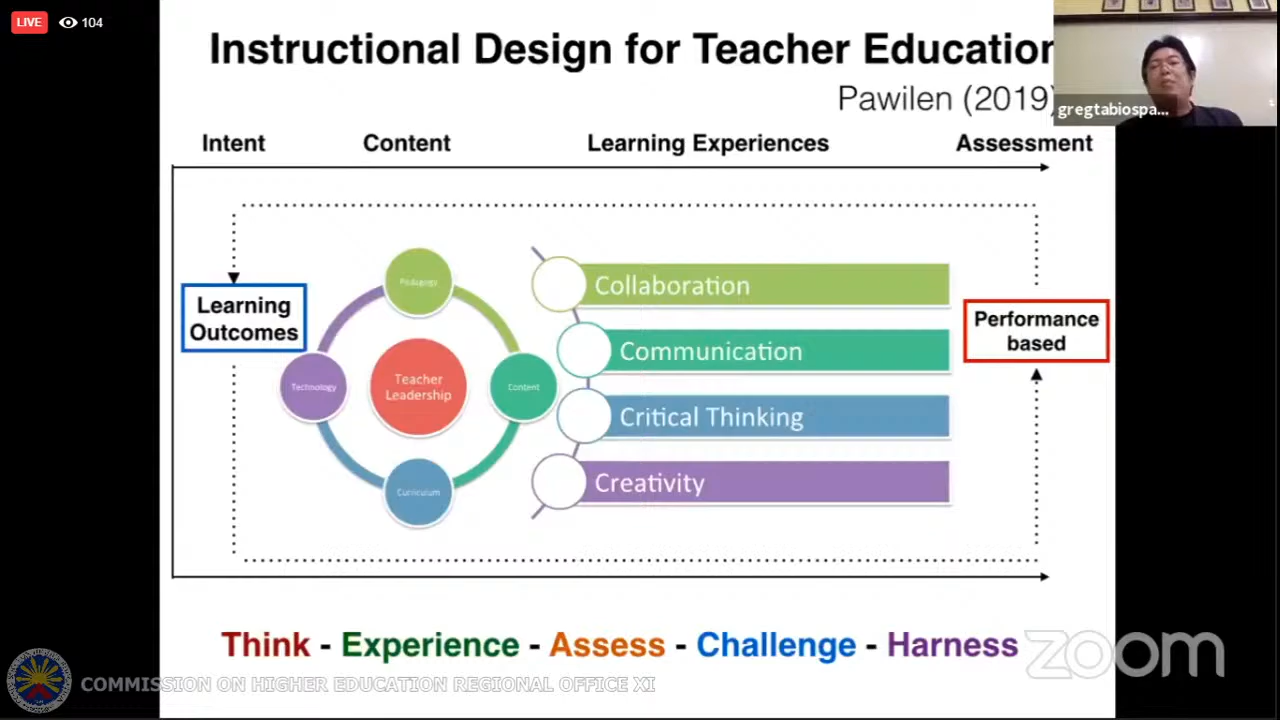 LIVE 104
Instructional Design for Teacher Education
Pawilen (2019)
gregtabiospa...
Intent Content Learning Experiences Assessment
Learning
Outcomes
Pedagogy
Technology
Teacher
Leadership
Content
Curriculum
Collaboration
Communication
Critical Thinking
Creativity
Performance
based
Think - Experience - Assess - Challenge - Harness
zoom
COMMISSION ON HIGHER EDUCATION REGIONAL OFFICE XI